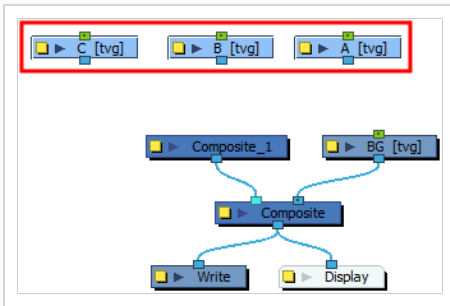 C [tvg] B [tvg] A [tvg]
Composite_1 BG [tvg]
Composite
Write Display